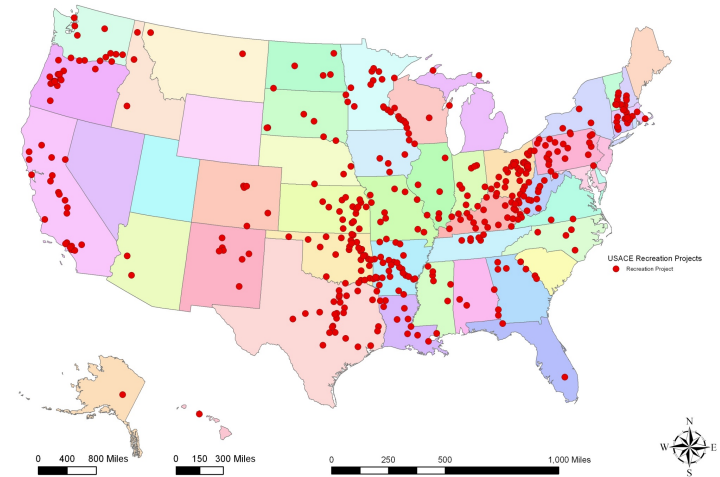 USACE Recreation Projects
Recreation Project
N
W E
S
0 400 800 Miles
0 150 300 Miles
0 250 500 1,000 Miles